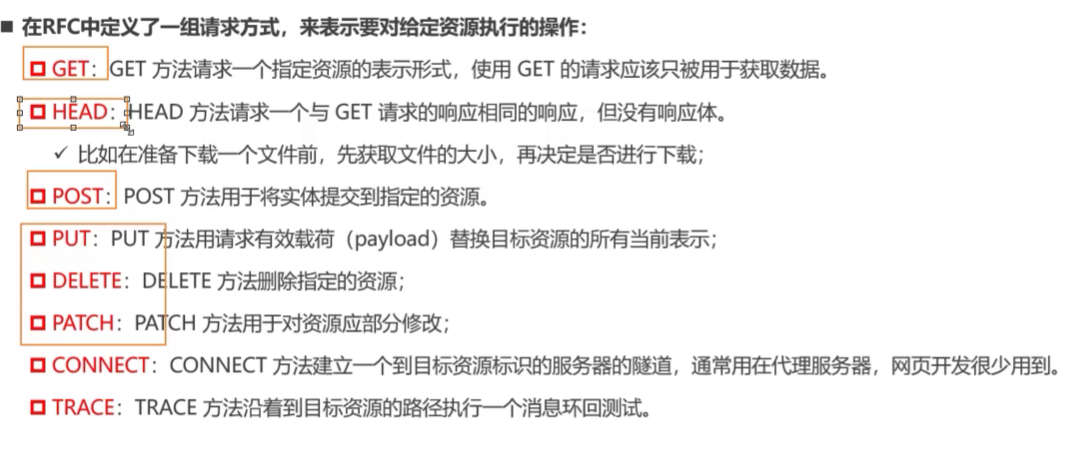 在RFC中定义了一组请求方式，来表示要对给定资源执行的操作：
GET：GET 方法请求一个指定资源的表示形式，使用 GET 的请求应该只被用于获取数据。
HEAD：HEAD 方法请求一个与 GET 请求的响应相同的响应，但没有响应体。
✓ 比如在准备下载一个文件前，先获取文件的大小，再决定是否进行下载；
POST：POST 方法用于将实体提交到指定的资源。
PUT：PUT 方法用请求有效载荷（payload）替换目标资源的所有当前表示；
DELETE：DELETE 方法删除指定的资源；
PATCH：PATCH 方法用于对资源应部分修改；
CONNECT：CONNECT 方法建立一个到目标资源标识的服务器的隧道，通常用在代理服务器，网页开发很少用到。
TRACE：TRACE 方法沿着到目标资源的路径执行一个消息环回测试。